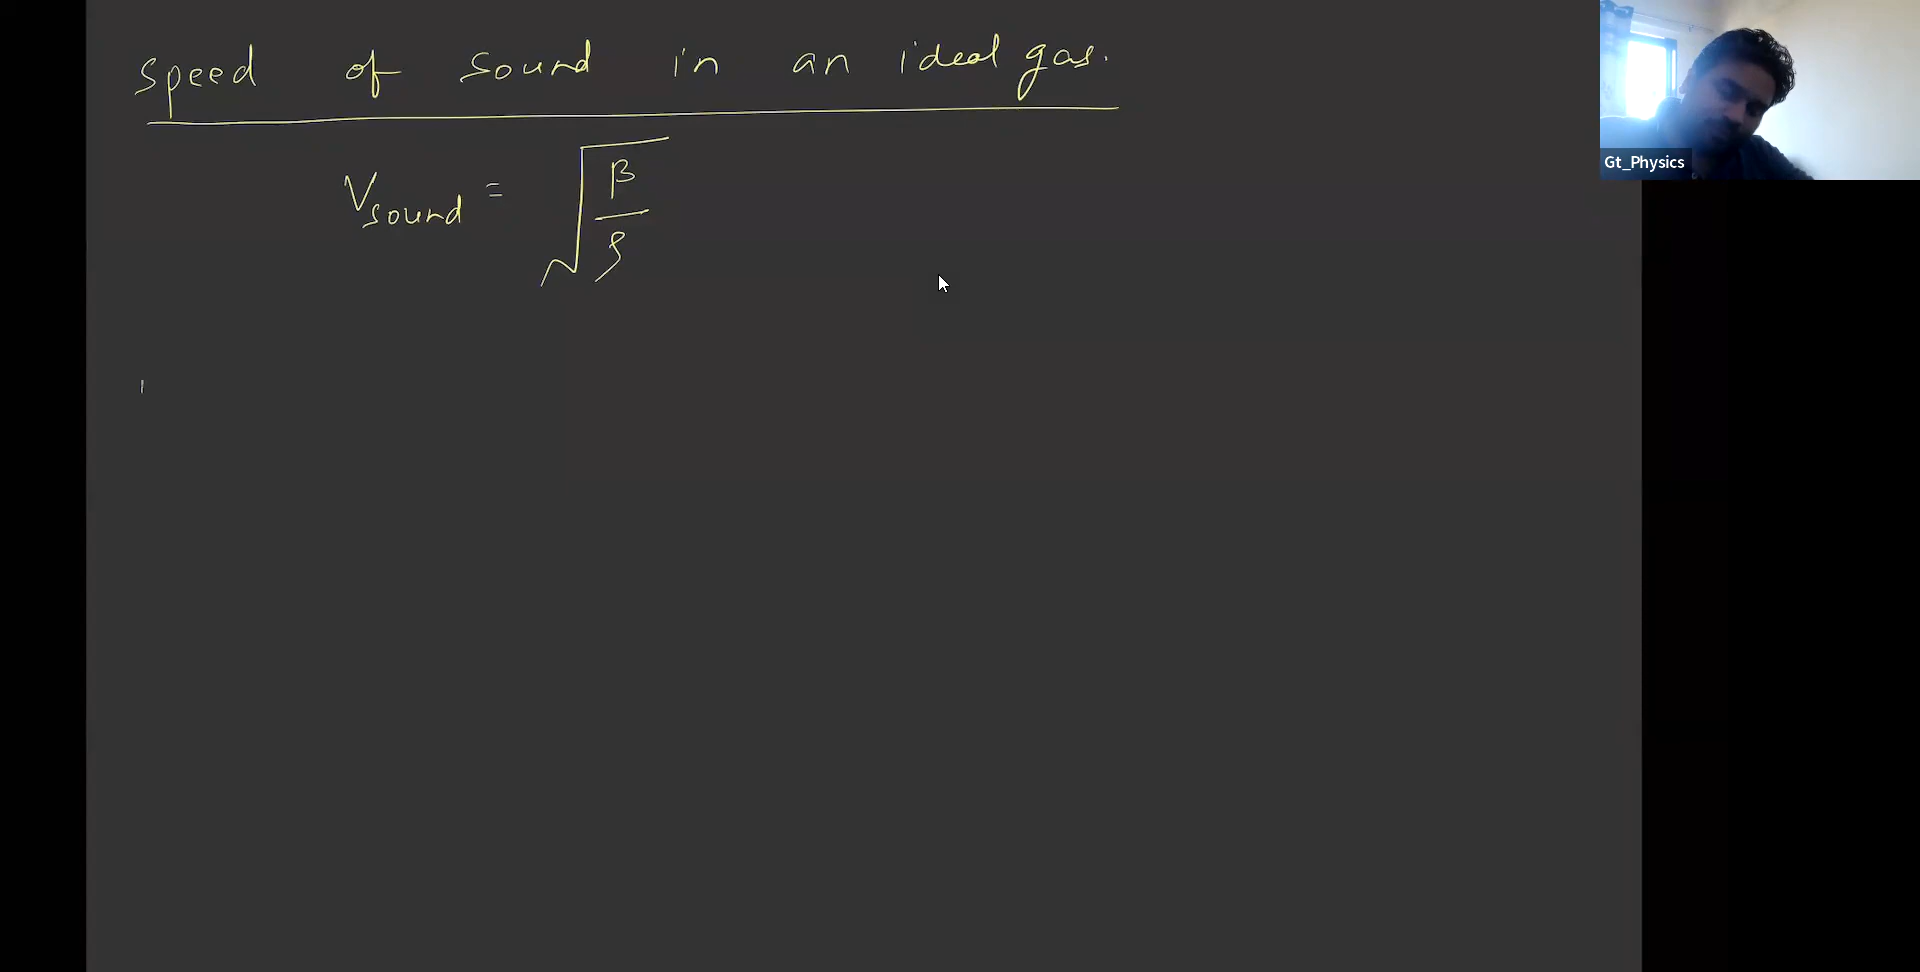 speed of sound in an ideal gas.
Gt_Physics
V_sound = √(β/ρ)